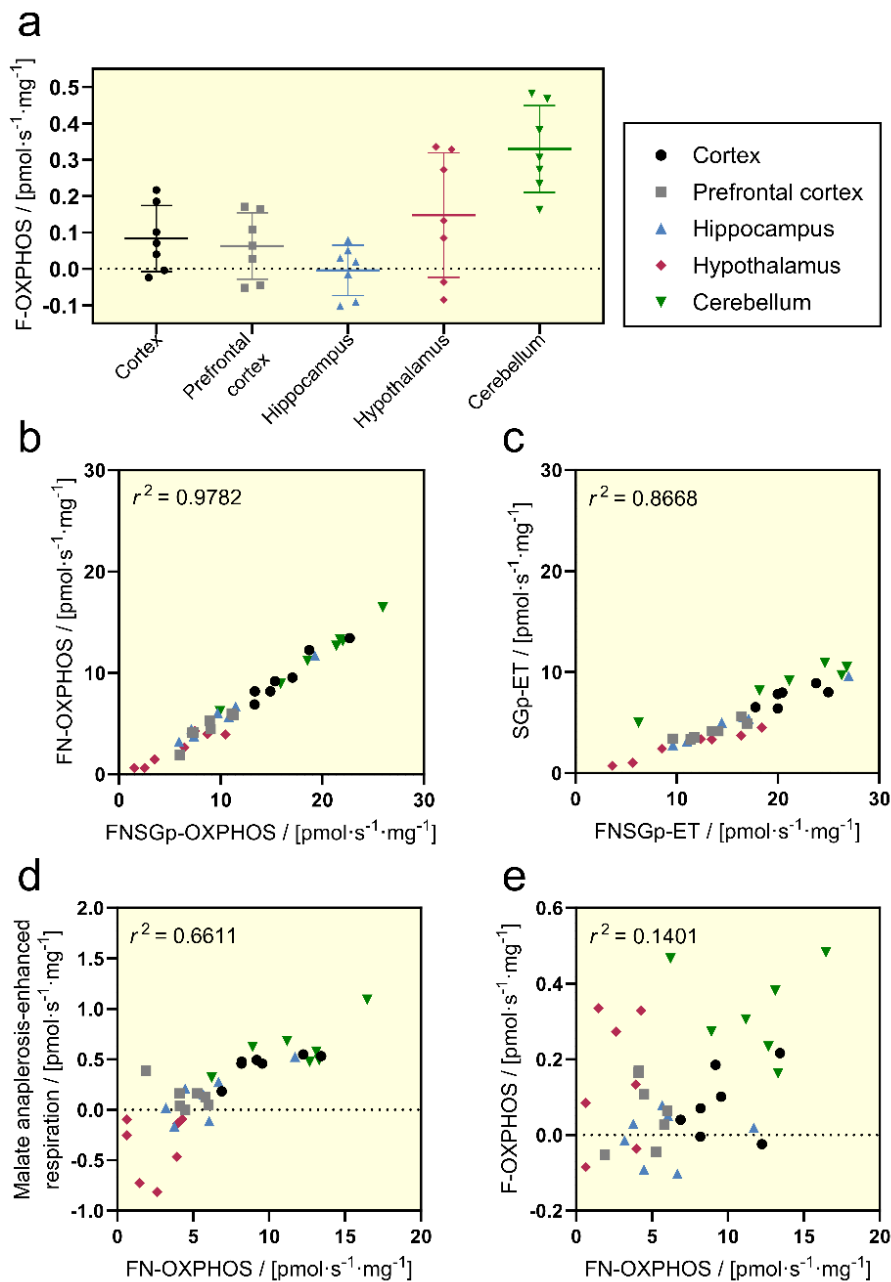 a
F-OXPHOS / [pmol·s⁻¹·mg⁻¹]
0.5
0.4
0.3
0.2
0.1
0.0
-0.1
Cortex
Prefrontal
cortex
Hippocampus
Hypothalamus
Cerebellum
Cortex
Prefrontal cortex
Hippocampus
Hypothalamus
Cerebellum
b
FN-OXPHOS / [pmol·s⁻¹·mg⁻¹]
30
20
10
0
r² = 0.9782
0 10 20 30
FNSGp-OXPHOS / [pmol·s⁻¹·mg⁻¹]
c
SGp-ET / [pmol·s⁻¹·mg⁻¹]
30
20
10
0
r² = 0.8668
0 10 20 30
FNSGp-ET / [pmol·s⁻¹·mg⁻¹]
d
Malate anaplerosis-enhanced
respiration / [pmol·s⁻¹·mg⁻¹]
2.0
1.5
1.0
0.5
0.0
-0.5
-1.0
r² = 0.6611
0 5 10 15 20
FN-OXPHOS / [pmol·s⁻¹·mg⁻¹]
e
F-OXPHOS / [pmol·s⁻¹·mg⁻¹]
0.6
0.4
0.2
0.0
-0.2
r² = 0.1401
0 5 10 15 20
FN-OXPHOS / [pmol·s⁻¹·mg⁻¹]